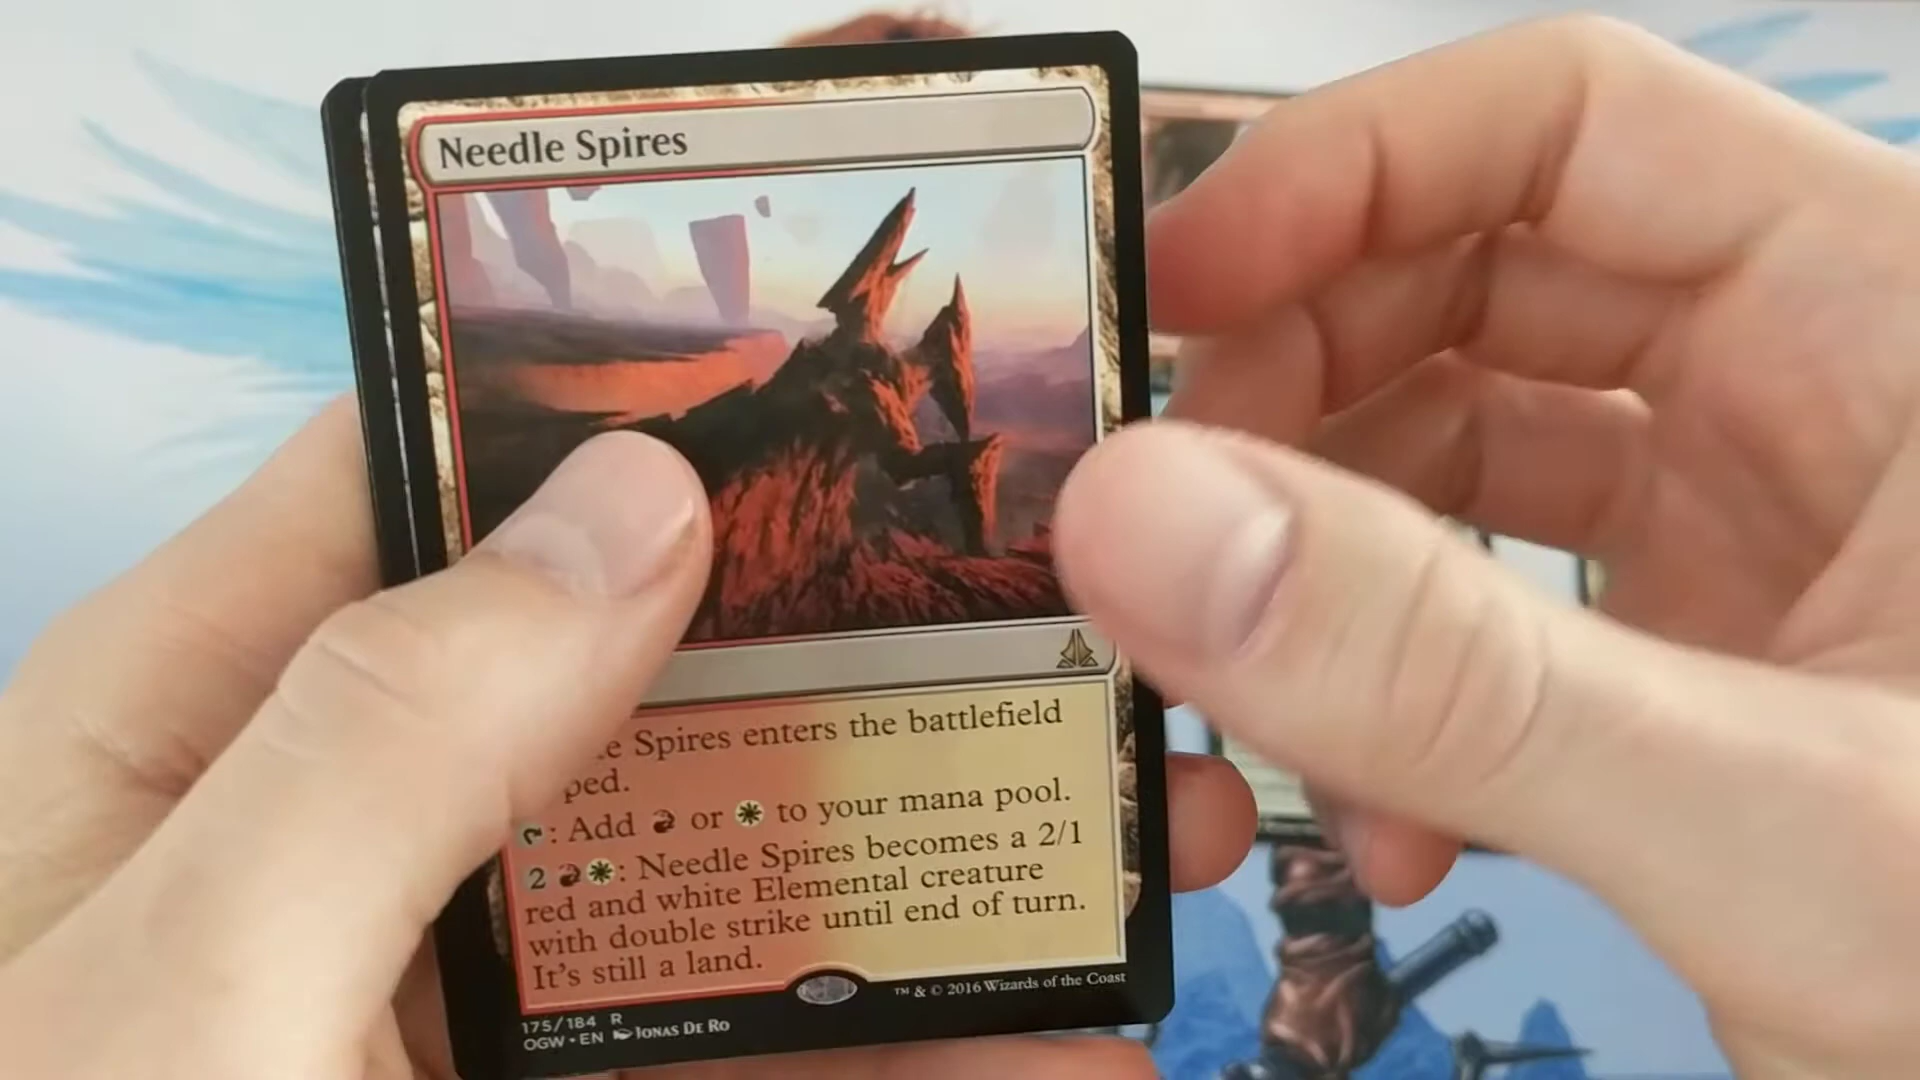 Needle Spires
Spires enters the battlefield
: Add or to your mana pool.
2 : Needle Spires becomes a 2/1
red and white Elemental creature
with double strike until end of turn.
It's still a land.
™ & © 2016 Wizards of the Coast
175/184 R
OGW • EN Jonas De Ro